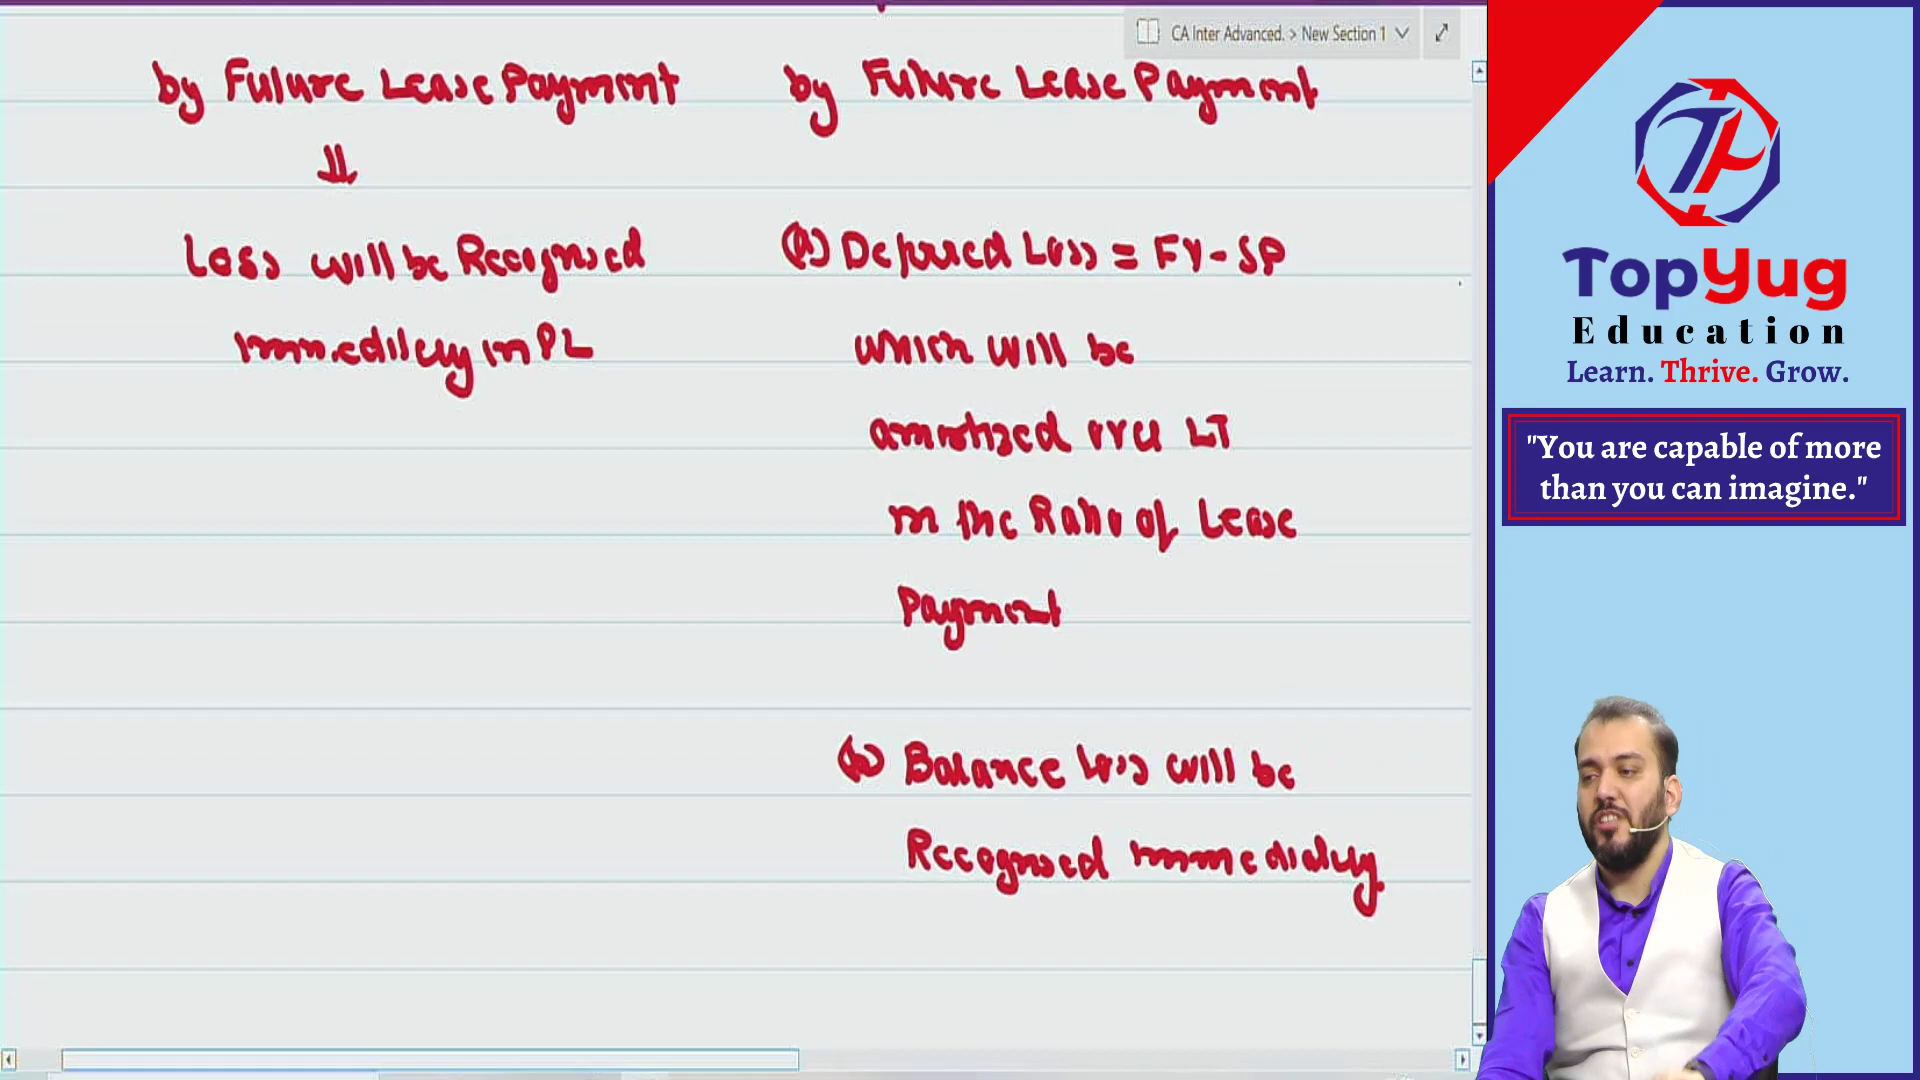 CA Inter Advanced. > New Section 1
by Future Lease Payment
Loss will be Recognised
immediately in PL
by Future Lease Payment
(a) Deferred Loss = FV - SP
which will be
amortized over LT
in the Ratio of Lease
Payment
(b) Balance loss will be
Recognised immediately.
TopYug
Education
Learn. Thrive. Grow.
"You are capable of more
than you can imagine."